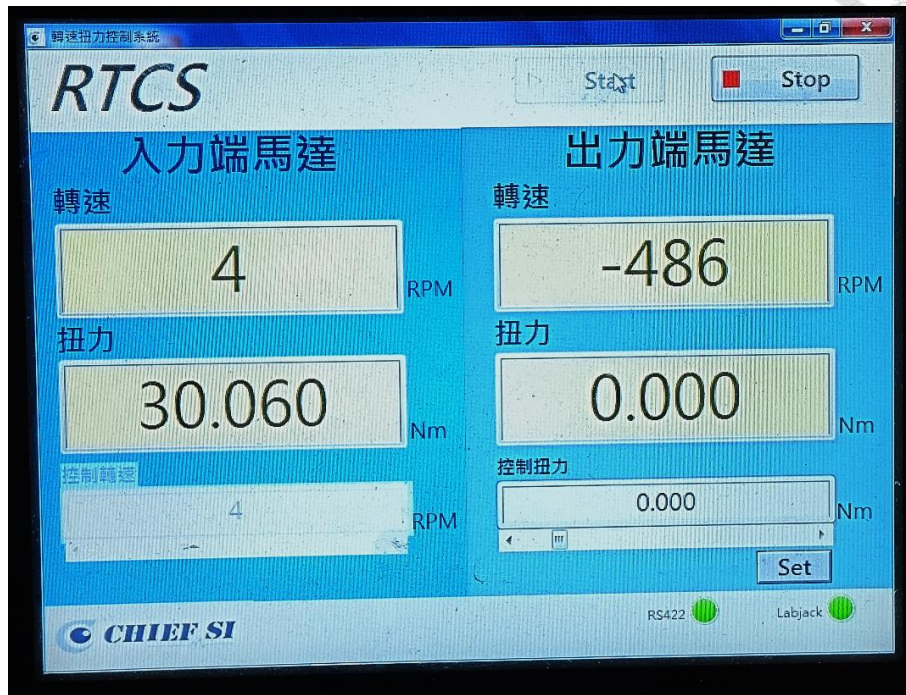 轉速扭力控制系統
RTCS
Start
Stop
入力端馬達
轉速
4
RPM
扭力
30.060
Nm
控制轉速
4
RPM
出力端馬達
轉速
-486
RPM
扭力
0.000
Nm
控制扭力
0.000
Nm
Set
CHIEF SI
RS422
Labjack